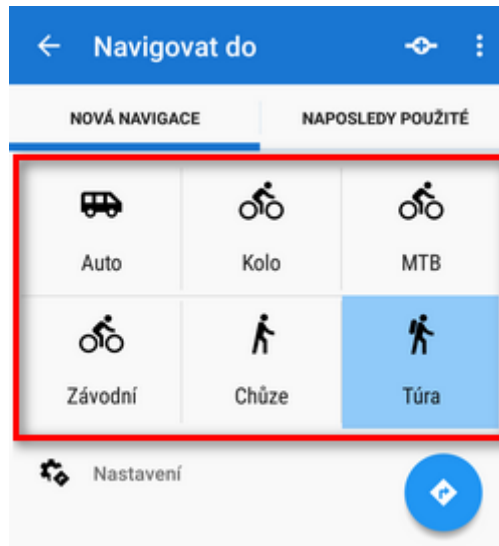 Navigovat do
NOVÁ NAVIGACE NAPOSLEDY POUŽITÉ
Auto Kolo MTB
Závodní Chůze Túra
Nastavení